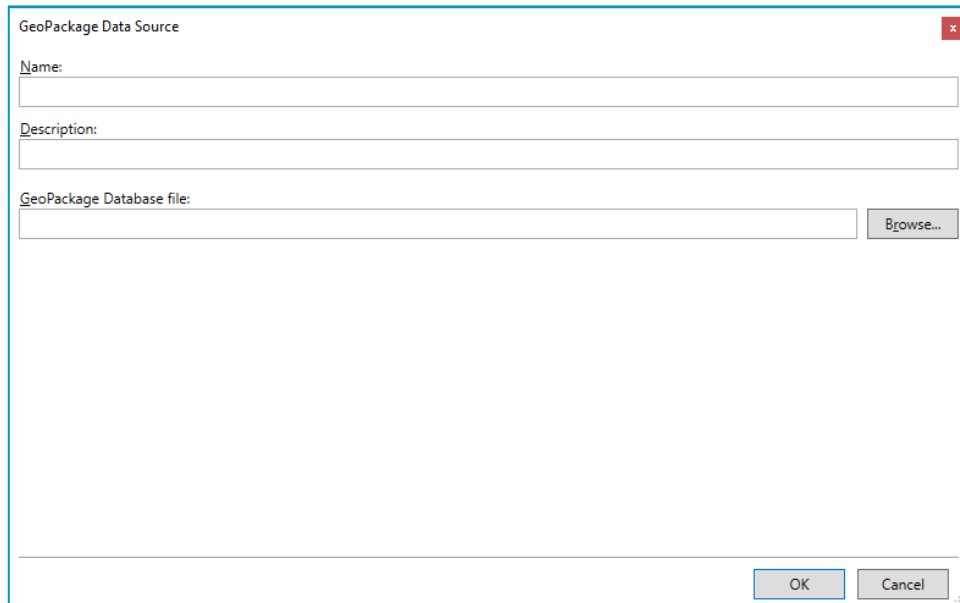 GeoPackage Data Source
x
Name:
Description:
GeoPackage Database file:
Browse...
OK Cancel